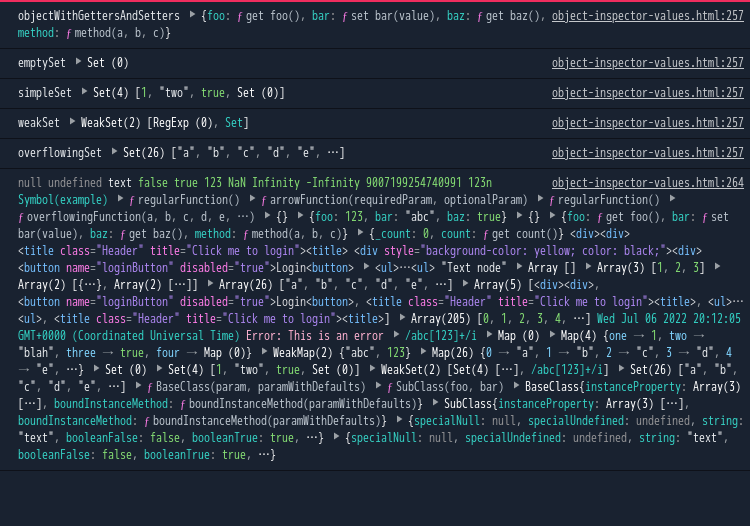 objectWithGettersAndSetters ▶ {foo: ƒ get foo(), bar: ƒ set bar(value), baz: ƒ get baz(), object-inspector-values.html:257
method: ƒ method(a, b, c)}
emptySet ▶ Set (0) object-inspector-values.html:257
simpleSet ▶ Set(4) [1, "two", true, Set (0)] object-inspector-values.html:257
weakSet ▶ WeakSet(2) [RegExp (0), Set] object-inspector-values.html:257
overflowingSet ▶ Set(26) ["a", "b", "c", "d", "e", …] object-inspector-values.html:257
null undefined text false true 123 NaN Infinity -Infinity 9007199254740991 123n object-inspector-values.html:264
Symbol(example) ▶ ƒ regularFunction() ▶ ƒ arrowFunction(requiredParam, optionalParam) ▶ ƒ regularFunction() ▶
ƒ overflowingFunction(a, b, c, d, e, …) ▶ {} ▶ {foo: 123, bar: "abc", baz: true} ▶ {} ▶ {foo: ƒ get foo(), bar: ƒ set
bar(value), baz: ƒ get baz(), method: ƒ method(a, b, c)} ▶ {_count: 0, count: ƒ get count()} <div><div>
<title class="Header" title="Click me to login"><title> <div style="background-color: yellow; color: black;"><div>
<button name="loginButton" disabled="true">Login<button> ▶ <ul>…<ul> "Text node" ▶ Array [] ▶ Array(3) [1, 2, 3] ▶
Array(2) [{…}, Array(2) […]] ▶ Array(26) ["a", "b", "c", "d", "e", …] ▶ Array(5) [<div><div>,
<button name="loginButton" disabled="true">Login<button>, <title class="Header" title="Click me to login"><title>, <ul>…
<ul>, <title class="Header" title="Click me to login"><title>] ▶ Array(205) [0, 1, 2, 3, 4, …] Wed Jul 06 2022 20:12:05
GMT+0000 (Coordinated Universal Time) Error: This is an error ▶ /abc[123]+/i ▶ Map (0) ▶ Map(4) {one → 1, two →
"blah", three → true, four → Map (0)} ▶ WeakMap(2) {"abc", 123} ▶ Map(26) {0 → "a", 1 → "b", 2 → "c", 3 → "d", 4
→ "e", …} ▶ Set (0) ▶ Set(4) [1, "two", true, Set (0)] ▶ WeakSet(2) [Set(4) […], /abc[123]+/i] ▶ Set(26) ["a", "b",
"c", "d", "e", …] ▶ ƒ BaseClass(param, paramWithDefaults) ▶ ƒ SubClass(foo, bar) ▶ BaseClass{instanceProperty: Array(3)
[…], boundInstanceMethod: ƒ boundInstanceMethod(paramWithDefaults)} ▶ SubClass{instanceProperty: Array(3) […],
boundInstanceMethod: ƒ boundInstanceMethod(paramWithDefaults)} ▶ {specialNull: null, specialUndefined: undefined, string:
"text", booleanFalse: false, booleanTrue: true, …} ▶ {specialNull: null, specialUndefined: undefined, string: "text",
booleanFalse: false, booleanTrue: true, …}